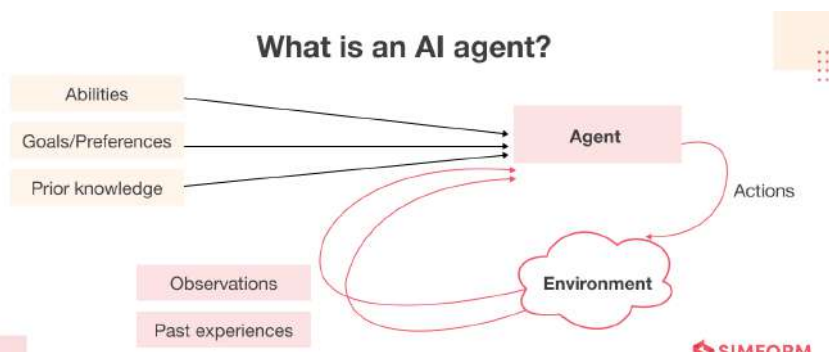 What is an AI agent?
Abilities
Goals/Preferences
Prior knowledge
Agent
Actions
Observations
Past experiences
Environment
SIMFORM